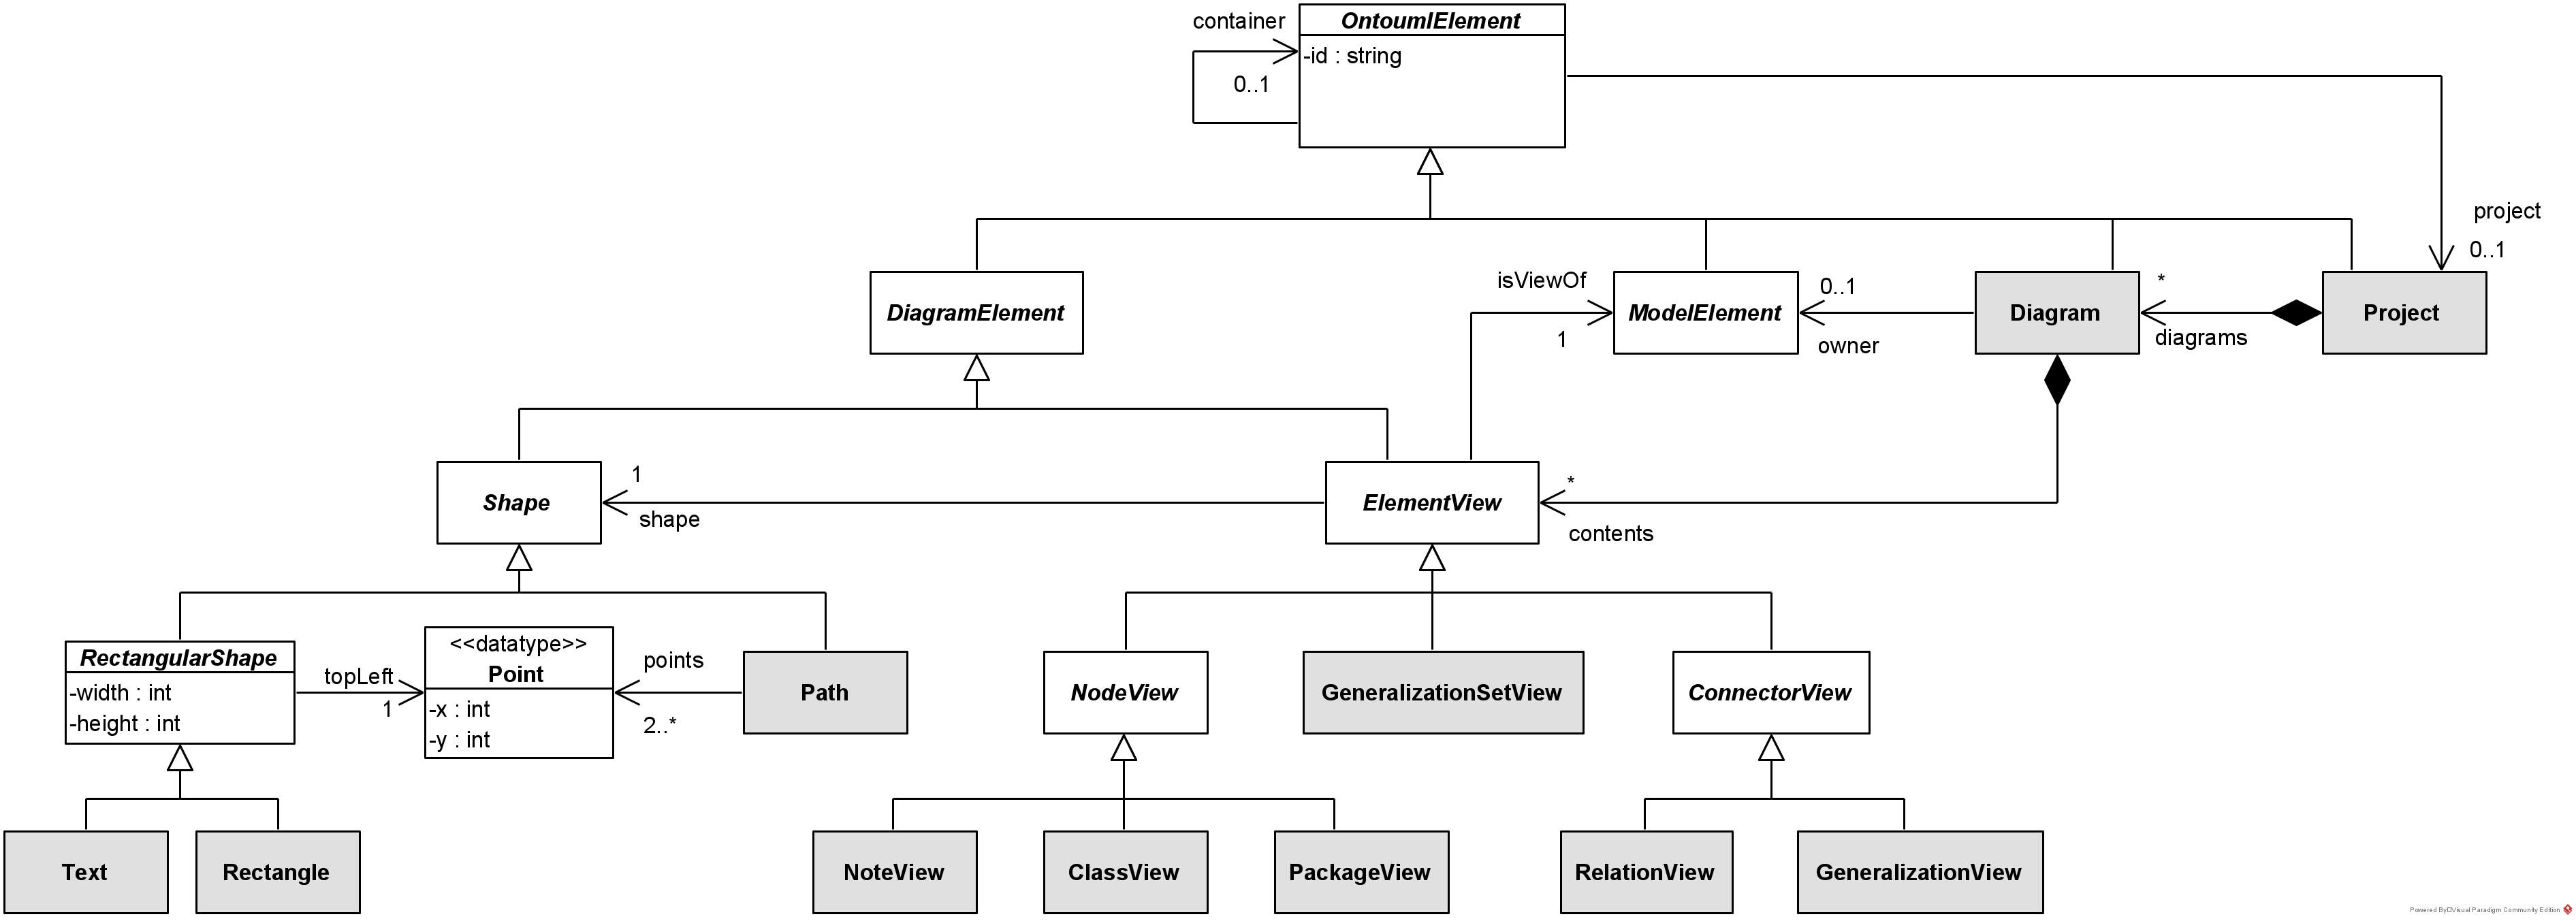 container
OntoumlElement
-id : string
0..1
project
0..1
isViewOf
1
DiagramElement
ModelElement
0..1
owner
Diagram
*
diagrams
Project
Shape
1
shape
ElementView
*
contents
RectangularShape
-width : int
-height : int
topLeft
1
<<datatype>>
Point
-x : int
-y : int
points
2..*
Path
NodeView
GeneralizationSetView
ConnectorView
Text
Rectangle
NoteView
ClassView
PackageView
RelationView
GeneralizationView
Powered By Visual Paradigm Community Edition